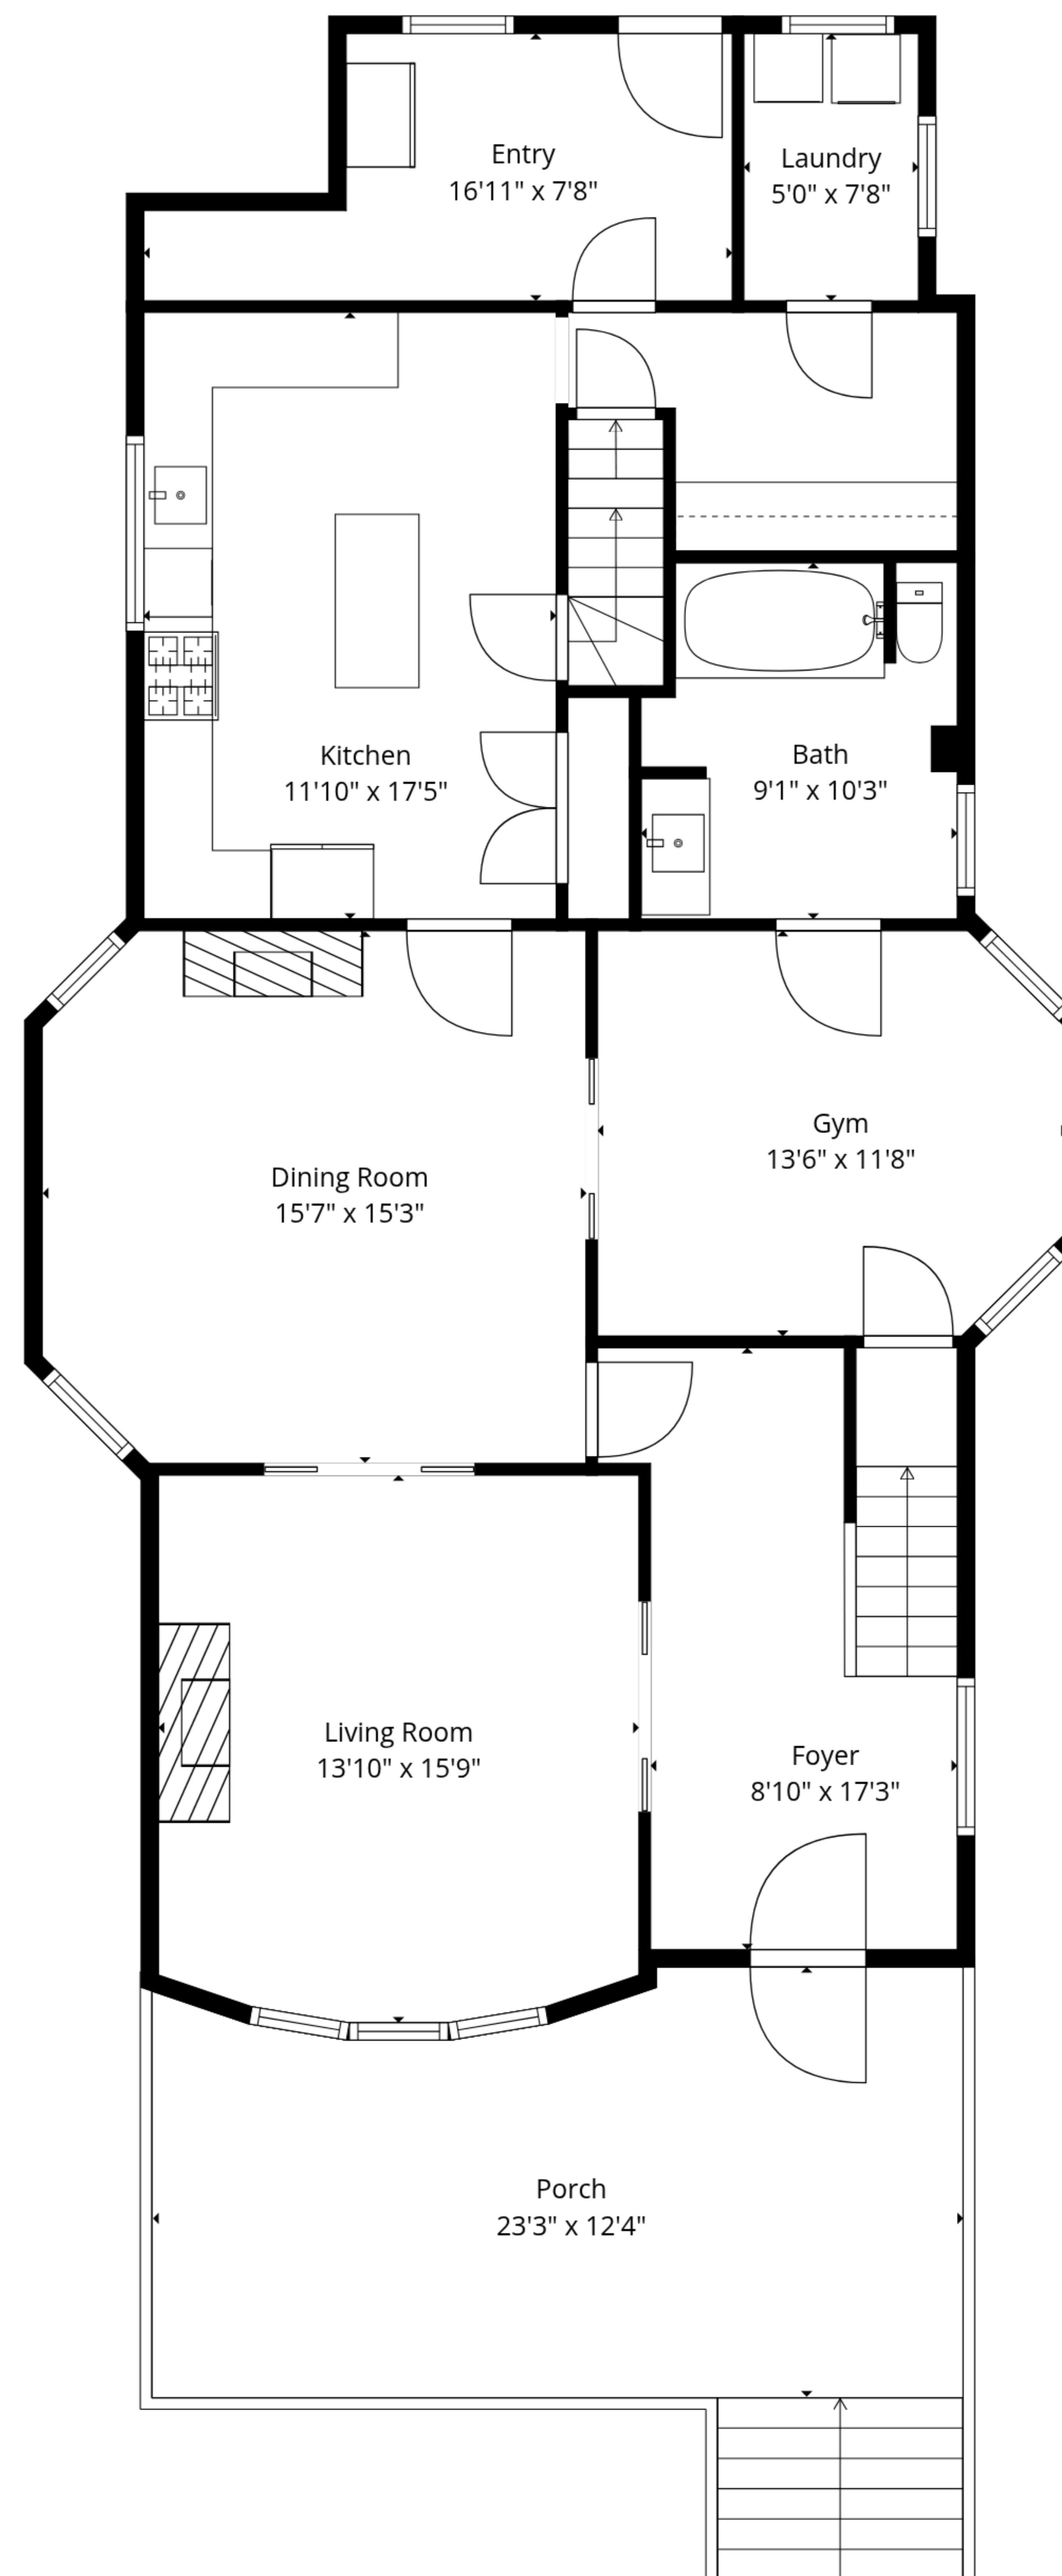 Entry
16'11" x 7'8"
Laundry
5'0" x 7'8"
Kitchen
11'10" x 17'5"
Bath
9'1" x 10'3"
Gym
13'6" x 11'8"
Dining Room
15'7" x 15'3"
Living Room
13'10" x 15'9"
Foyer
8'10" x 17'3"
Porch
23'3" x 12'4"